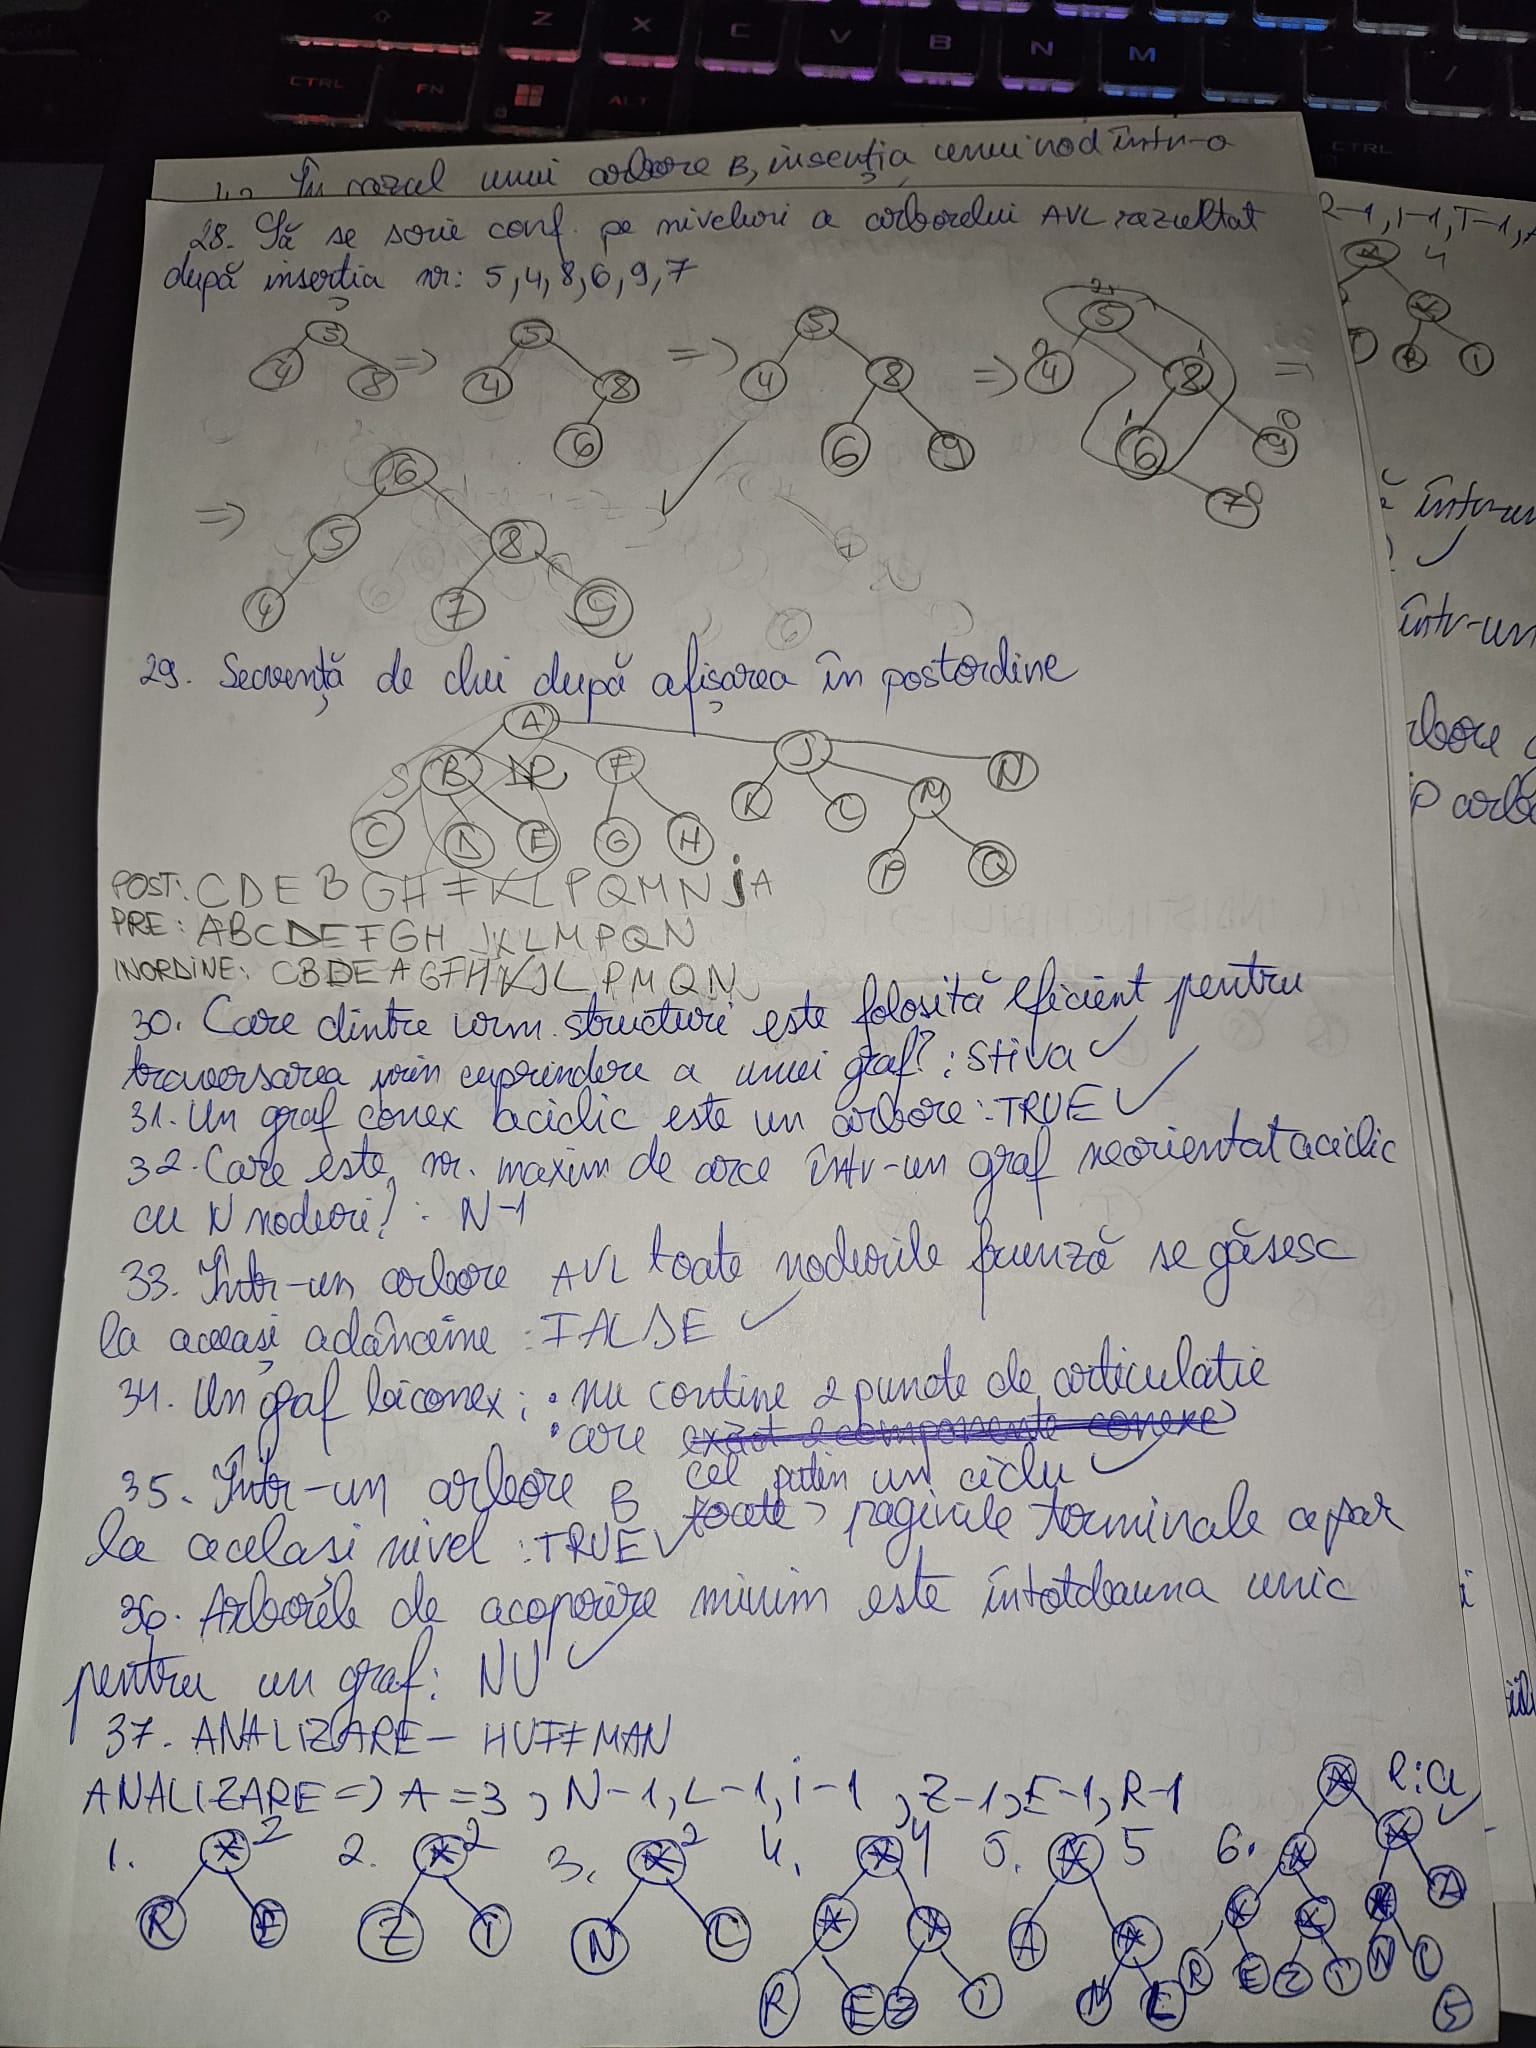 Z X C V B N M
CTRL FN ALT CTRL
În cazul unui arbore B, inserția unui nod într-o
R-1, I-1, T-1, A
28. Să se scrie conf. pe niveluri a arborelui AVL rezultat
după inserția nr: 5,4,8,6,9,7
5 4 8 => 5 4 8 6 => 5 4 8 6 9 => 5 4 8 6 9 7 =>
=> 6 5 8 4 7 9
29. Secvență de chei după afișarea în postordine
A
B F J N
C D E G H K L M
P Q
POST: C D E B G H F K L P Q M N J A
PRE: A B C D E F G H J K L M P Q N
INORDINE: C B D E A G F H K J L P M Q N
30. Care dintre urm. structuri este folosită eficient pentru
traversarea prin cuprindere a unui graf? : STIVA ✓
31. Un graf conex aciclic este un arbore: TRUE ✓
32. Care este nr. maxim de arce într-un graf neorientat aciclic
cu N noduri? : N-1
33. Într-un arbore AVL toate nodurile frunză se găsesc
la aceeași adâncime : FALSE ✓
34. Un graf biconex: • nu contine 2 puncte de articulatie
• are exact 2 componente conexe
cel puțin un ciclu ✓
35. Într-un arbore B toate paginile terminale apar
la acelasi nivel : TRUE ✓
36. Arborele de acoperire minim este întotdeauna unic
pentru un graf: NU ✓
37. ANALIZARE - HUFFMAN
ANALIZARE => A=3, N-1, L-1, i-1, Z-1, E-1, R-1
R: a ✓
1. * 2 2. * 2 3. * 2 4. * 4 5. * 5 6. *
R E Z I N L R E Z I A * N L R E Z I N L A
5
într-un
✓
într-un